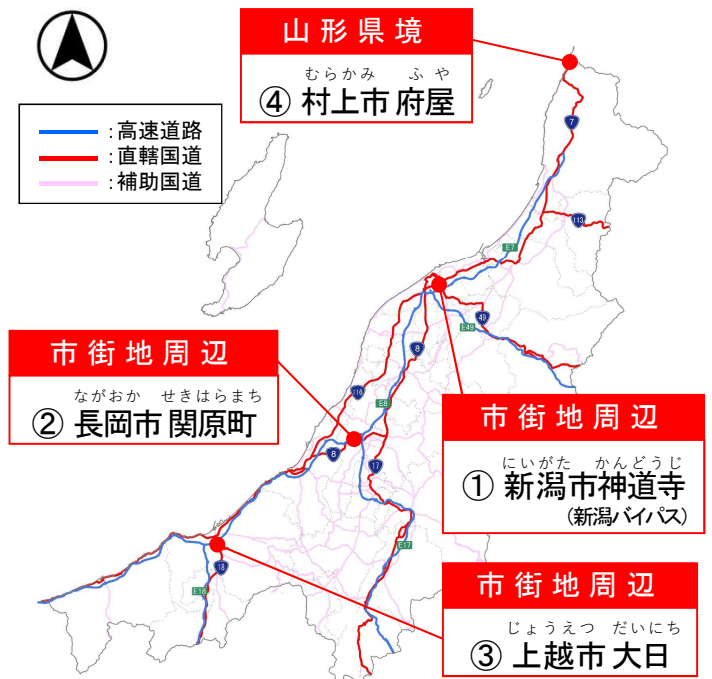 山形県境
むらかみ ふや
④ 村上市 府屋
:高速道路
:直轄国道
:補助国道
7
113
E7
49
E49
8
116
E8
市街地周辺
ながおか せきはらまち
② 長岡市 関原町
8
17
市街地周辺
にいがた かんどうじ
① 新潟市神道寺
(新潟バイパス)
E17
18
E18
市街地周辺
じょうえつ だいにち
③ 上越市 大日